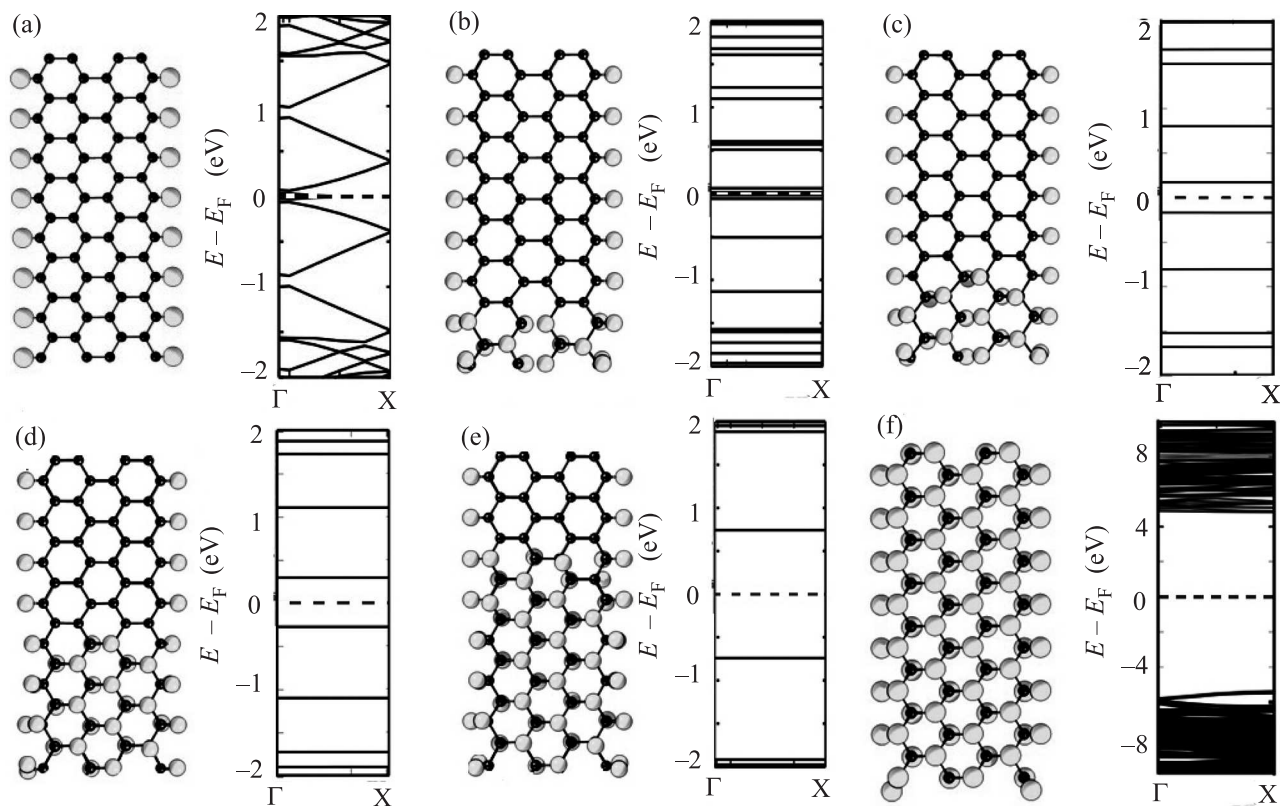 (a)
2
1
0
−1
−2
E − E_F (eV)
Γ X
(b)
2
1
0
−1
−2
E − E_F (eV)
Γ X
(c)
2
1
0
−1
−2
E − E_F (eV)
Γ X
(d)
2
1
0
−1
−2
E − E_F (eV)
Γ X
(e)
2
1
0
−1
−2
E − E_F (eV)
Γ X
(f)
8
4
0
−4
−8
E − E_F (eV)
Γ X